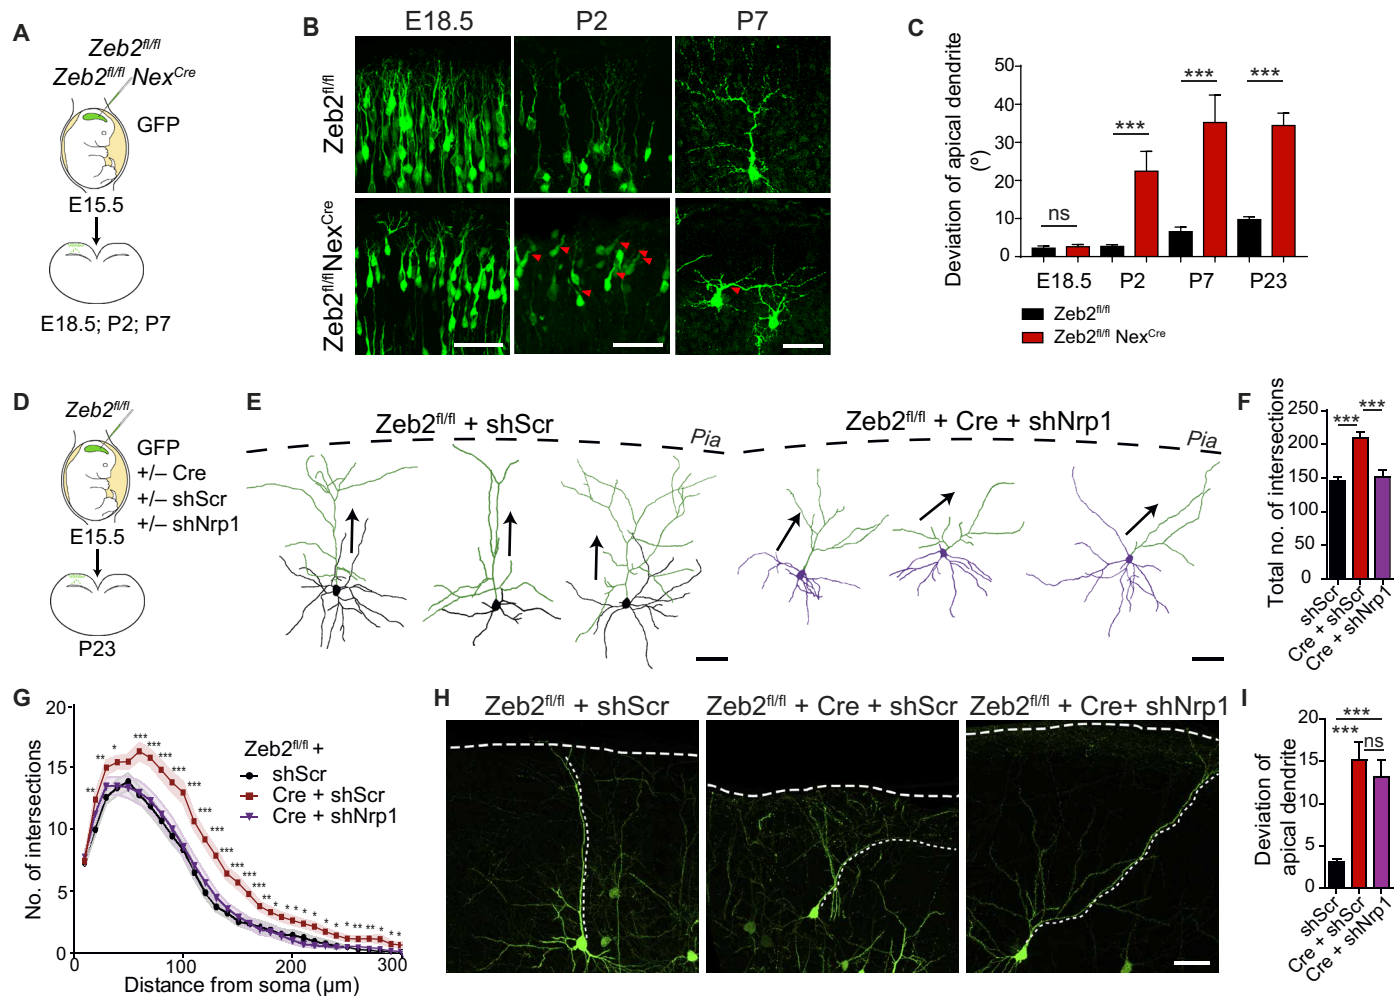 A
Zeb2fl/fl
Zeb2fl/fl NexCre
GFP
E15.5
E18.5; P2; P7
B
E18.5
P2
P7
Zeb2fl/fl
Zeb2fl/fl NexCre
C
Deviation of apical dendrite
(º)
50
40
30
20
10
0
ns
***
***
***
E18.5
P2
P7
P23
Zeb2fl/fl
Zeb2fl/fl NexCre
D
Zeb2fl/fl
GFP
+/– Cre
+/– shScr
+/– shNrp1
E15.5
P23
E
Zeb2fl/fl + shScr
Pia
Zeb2fl/fl + Cre + shNrp1
Pia
F
Total no. of intersections
250
200
150
100
50
0
*** ***
shScr
Cre + shScr
Cre + shNrp1
G
No. of intersections
20
15
10
5
0
** ** * *** *** *** *** *** *** *** *** *** *** *** ** * * * * * * * ** ** ** * *
Zeb2fl/fl +
shScr
Cre + shScr
Cre + shNrp1
0 100 200 300
Distance from soma (µm)
H
Zeb2fl/fl + shScr
Zeb2fl/fl + Cre + shScr
Zeb2fl/fl + Cre+ shNrp1
I
Deviation of
apical dendrite
20
15
10
5
0
***
***
ns
shScr
Cre + shScr
Cre + shNrp1